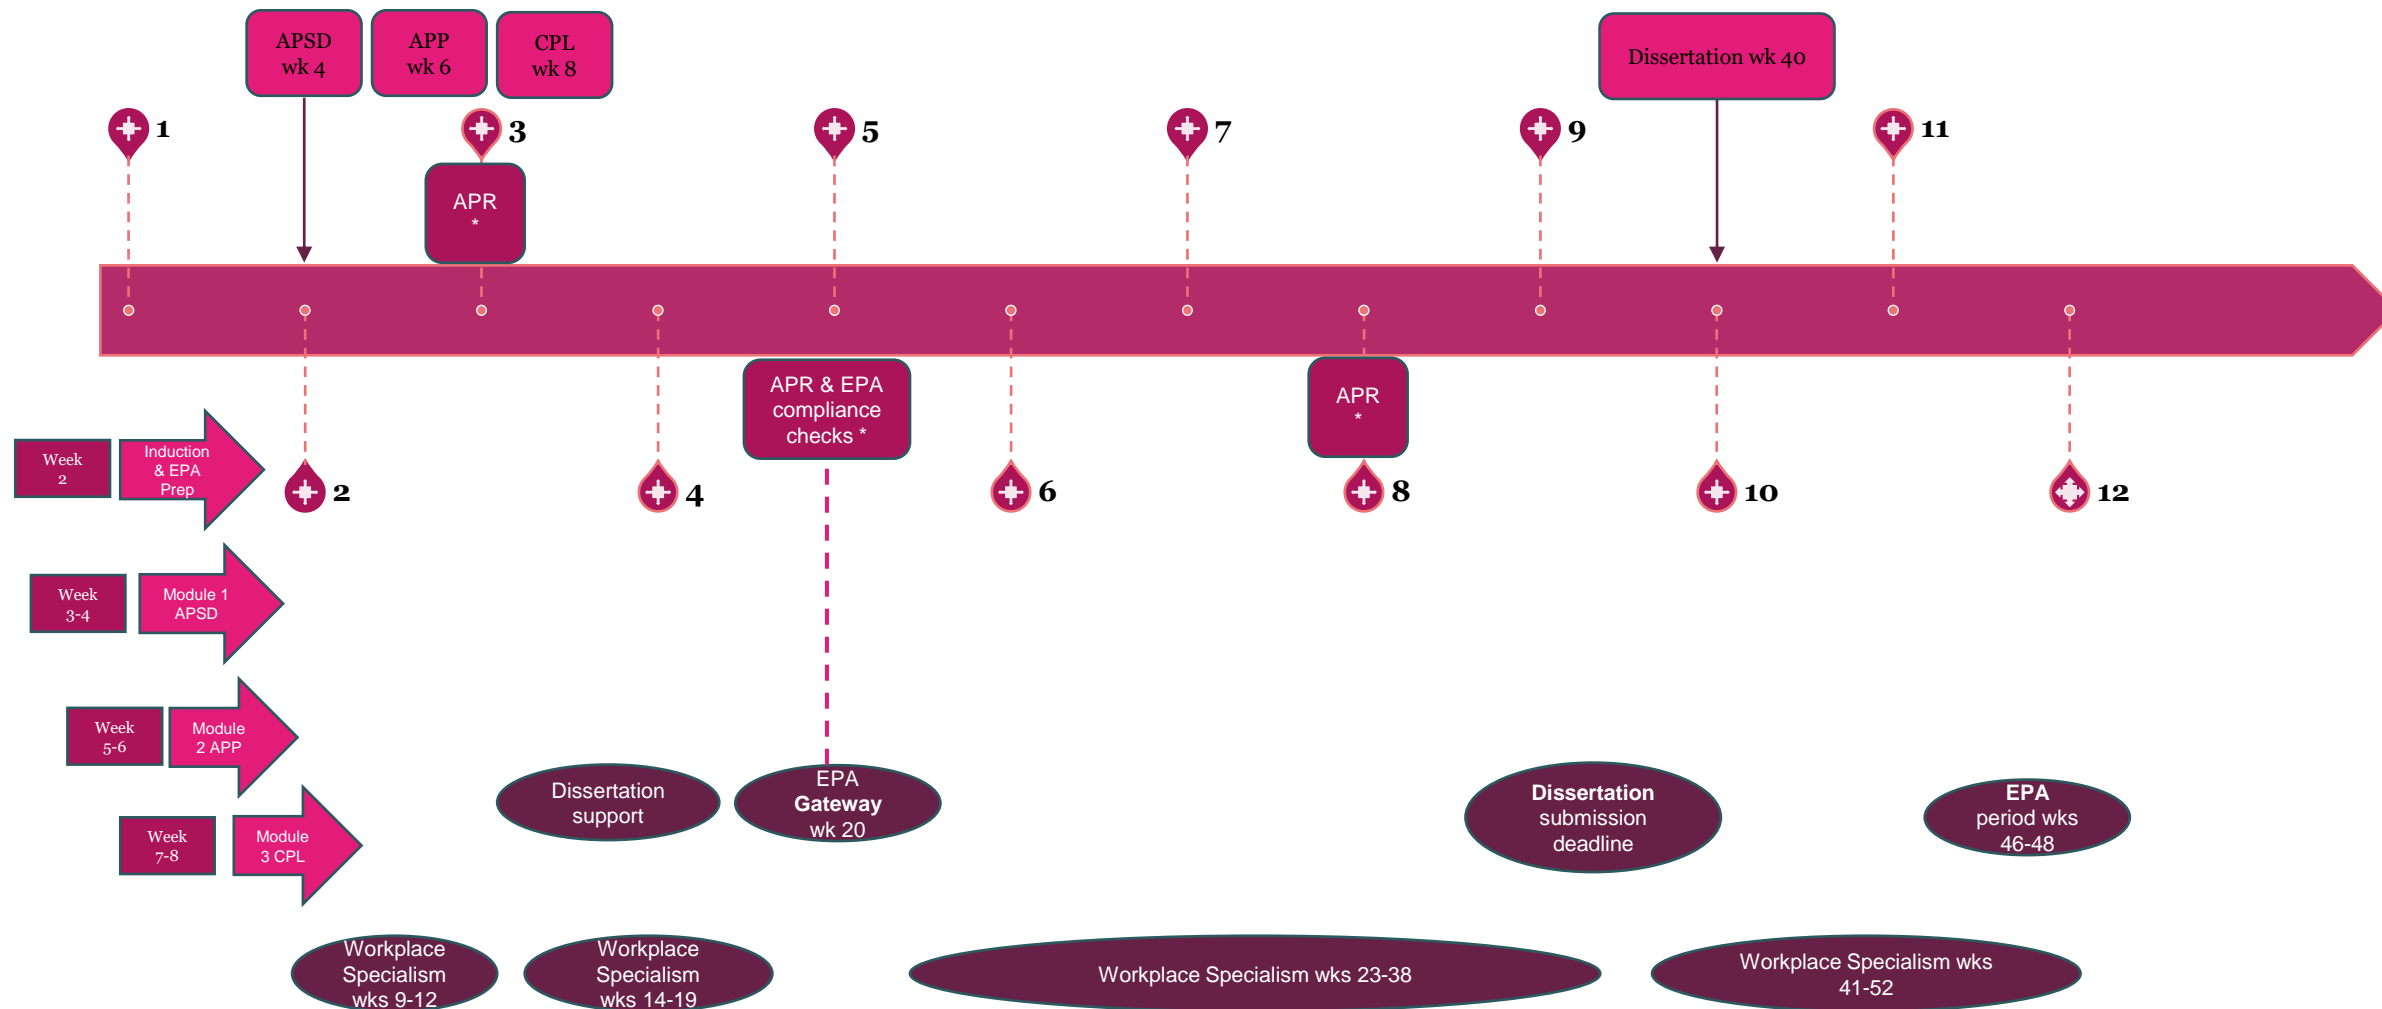 APSD
wk 4
APP
wk 6
CPL
wk 8
Dissertation wk 40
1
3
5
7
9
11
APR
*
APR & EPA
compliance
checks *
APR
*
Week
2
Induction
& EPA
Prep
2
4
6
8
10
12
Week
3-4
Module 1
APSD
Week
5-6
Module
2 APP
Dissertation
support
EPA
Gateway
wk 20
Dissertation
submission
deadline
EPA
period wks
46-48
Week
7-8
Module
3 CPL
Workplace
Specialism
wks 9-12
Workplace
Specialism
wks 14-19
Workplace Specialism wks 23-38
Workplace Specialism wks
41-52